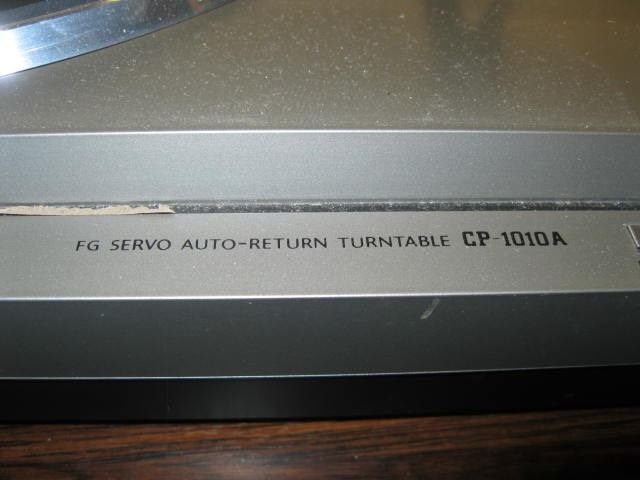 FG SERVO AUTO-RETURN TURNTABLE CP-1010A